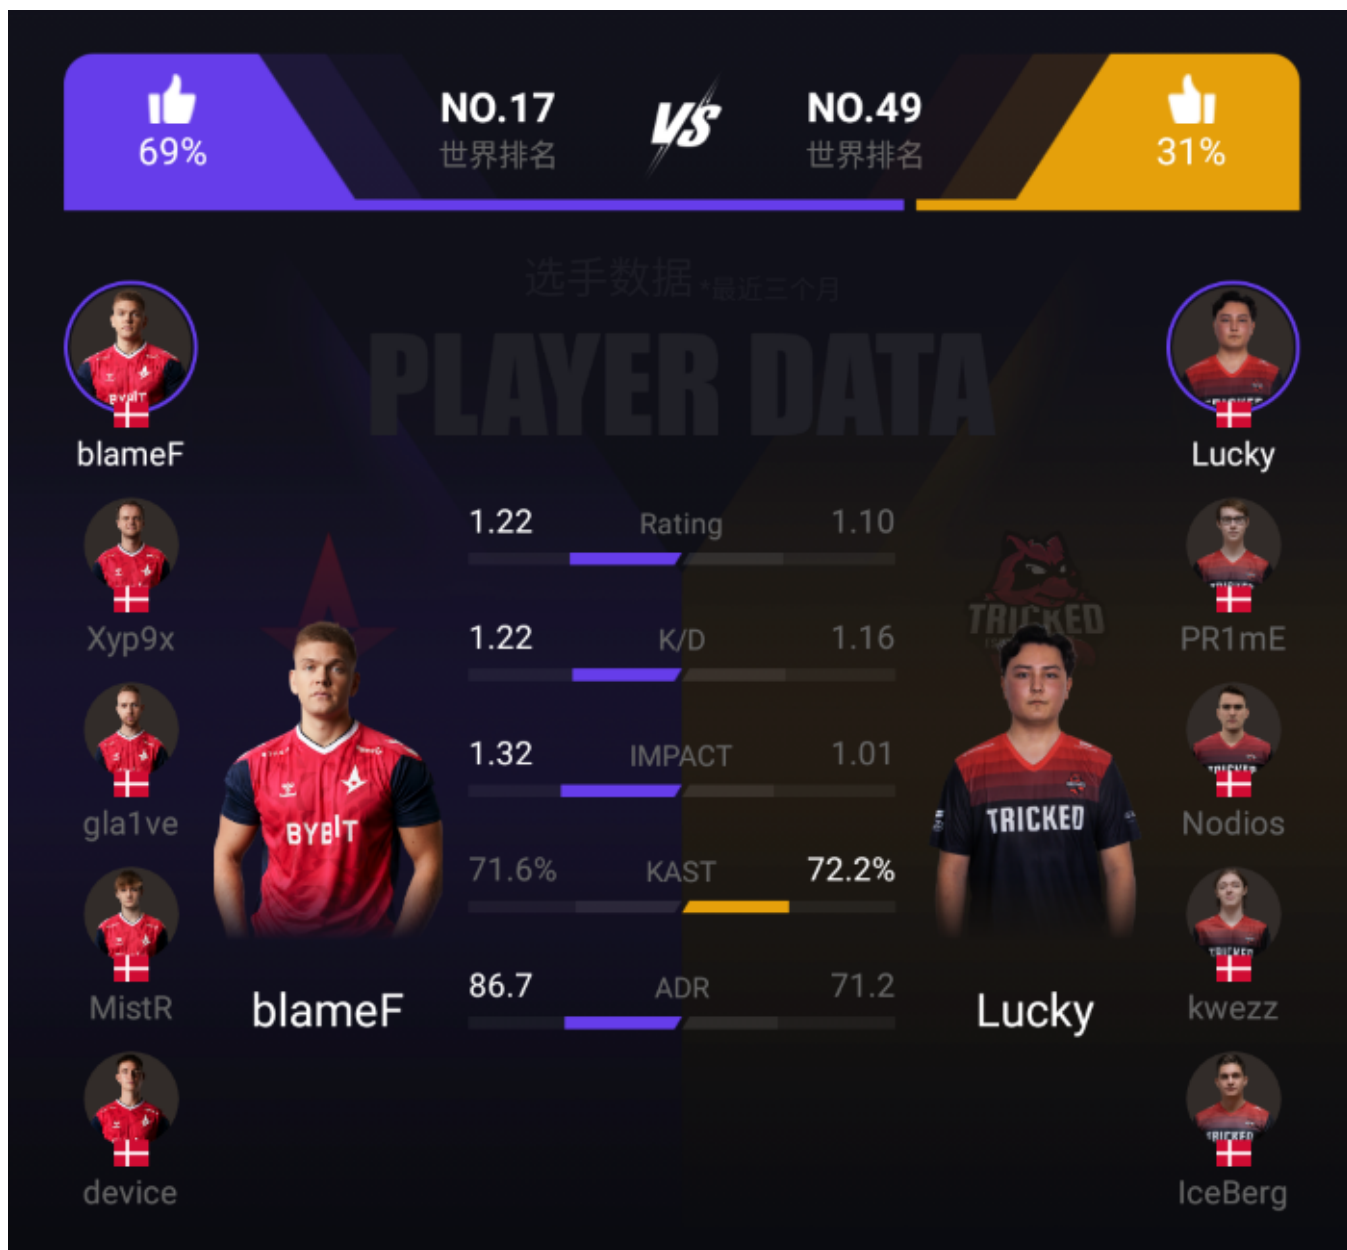 NO.17
VS
NO.49
69%
世界排名
世界排名
31%
选手数据 *最近三个月
PLAYER DATA
blameF
Lucky
1.22 Rating 1.10
Xyp9x
1.22 K/D 1.16
TRICKED
PR1mE
1.32 IMPACT 1.01
gla1ve
BYBIT
TRICKED
Nodios
71.6% KAST 72.2%
86.7 ADR 71.2
MistR
blameF
Lucky
kwezz
device
IceBerg